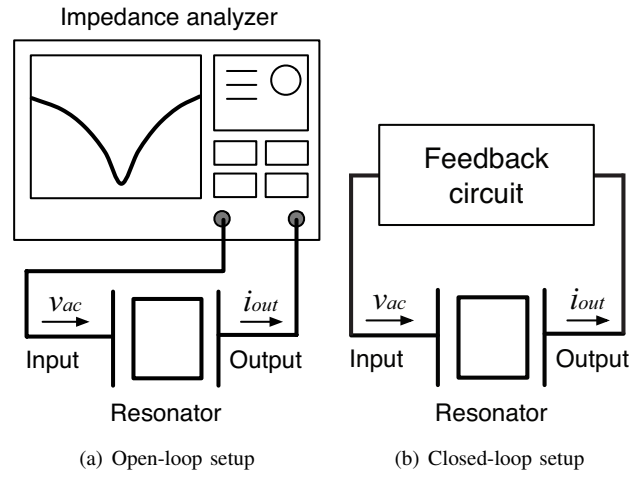 Impedance analyzer
Feedback
circuit
vac
iout
Input
Output
Resonator
vac
iout
Input
Output
Resonator
(a) Open-loop setup
(b) Closed-loop setup